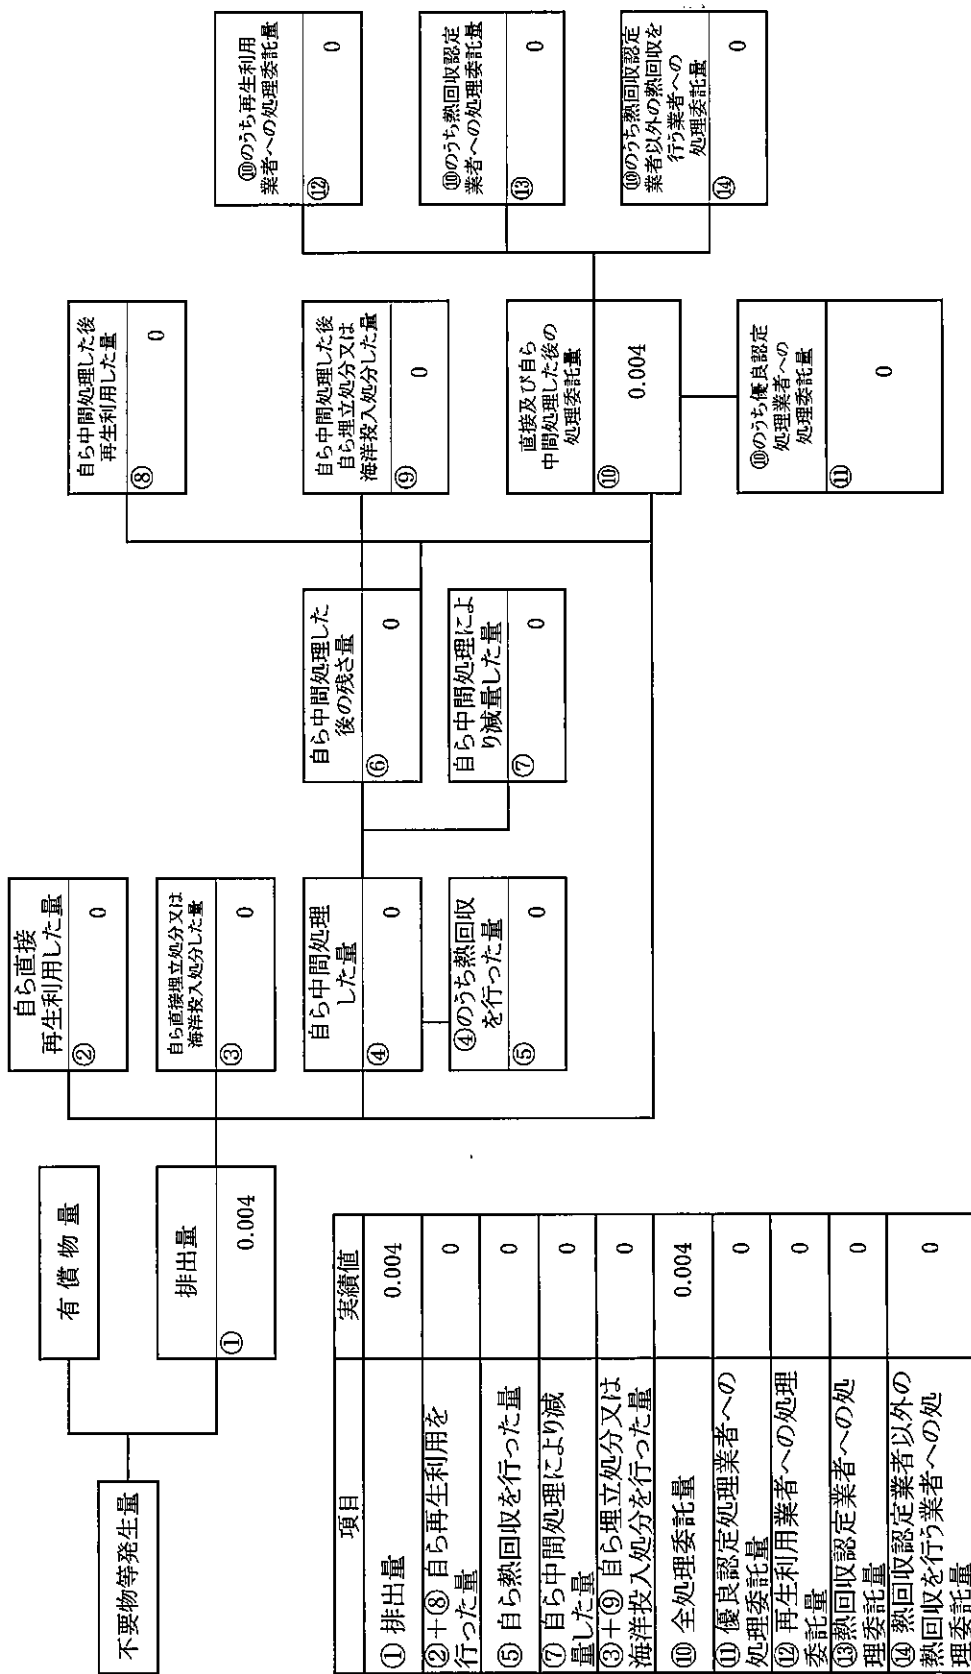 不要物等発生量
有償物量
排出量
①
0.004
自ら直接
再生利用した量
②
0
自ら直接埋立処分又は
海洋投入処分した量
③
0
自ら中間処理
した量
④
0
④のうち熱回収
を行った量
⑤
0
自ら中間処理した
後の残さ量
⑥
0
自ら中間処理によ
り減量した量
⑦
0
自ら中間処理した後
再生利用した量
⑧
0
自ら中間処理した後
自ら埋立処分又は
海洋投入処分した量
⑨
0
直接及び自ら
中間処理した後の
処理委託量
⑩
0.004
⑩のうち優良認定
処理業者への
処理委託量
⑪
0
⑩のうち再生利用
業者への処理委託量
⑫
0
⑩のうち熱回収認定
業者への処理委託量
⑬
0
⑩のうち熱回収認定
業者以外の熱回収を
行う業者への
処理委託量
⑭
0
項目 実績値
① 排出量 0.004
②＋⑧ 自ら再生利用を
行った量 0
⑤ 自ら熱回収を行った量 0
⑦ 自ら中間処理により減
量した量 0
③＋⑨ 自ら埋立処分又は
海洋投入処分を行った量 0
⑩ 全処理委託量 0.004
⑪ 優良認定処理業者への
処理委託量 0
⑫ 再生利用業者への処理
委託量 0
⑬熱回収認定業者への処
理委託量 0
⑭ 熱回収認定業者以外の
熱回収を行う業者への処
理委託量 0